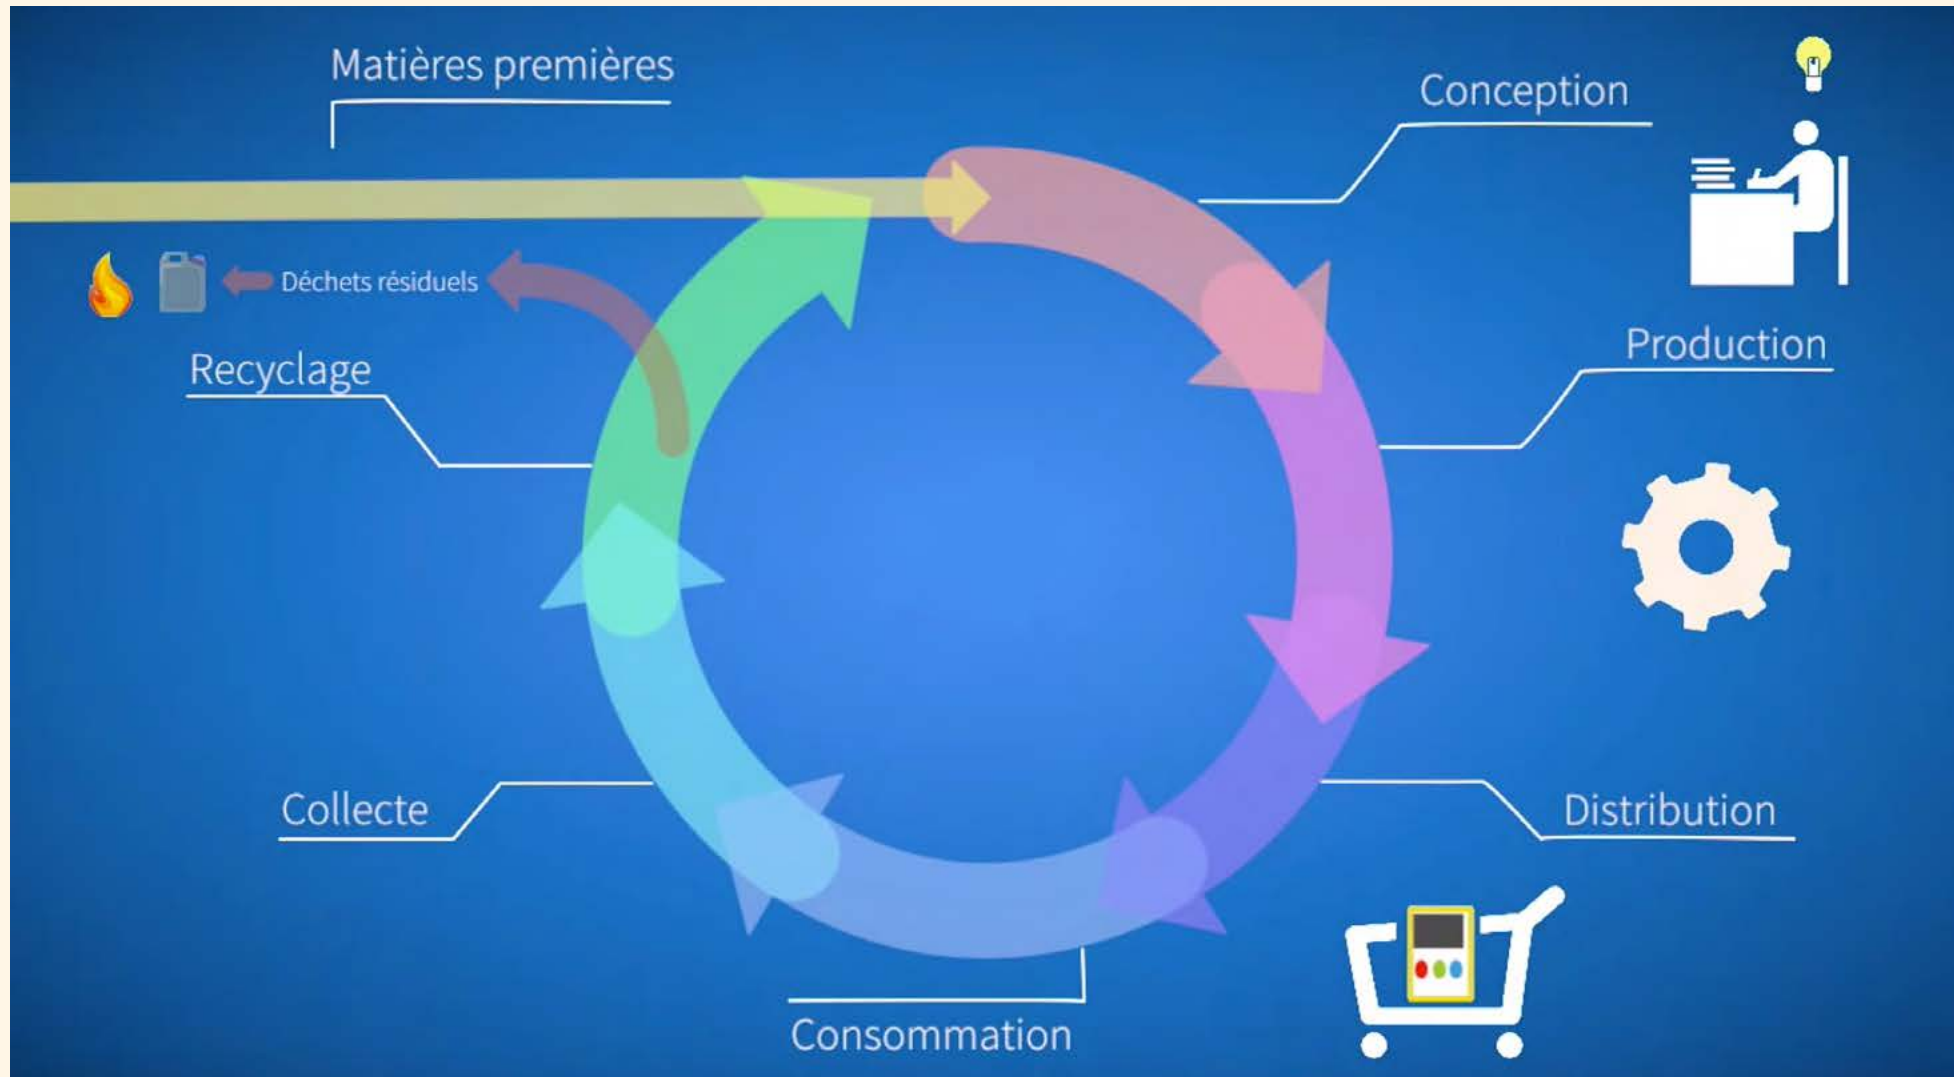 Matières premières
Conception
Déchets résiduels
Production
Recyclage
Distribution
Collecte
Consommation